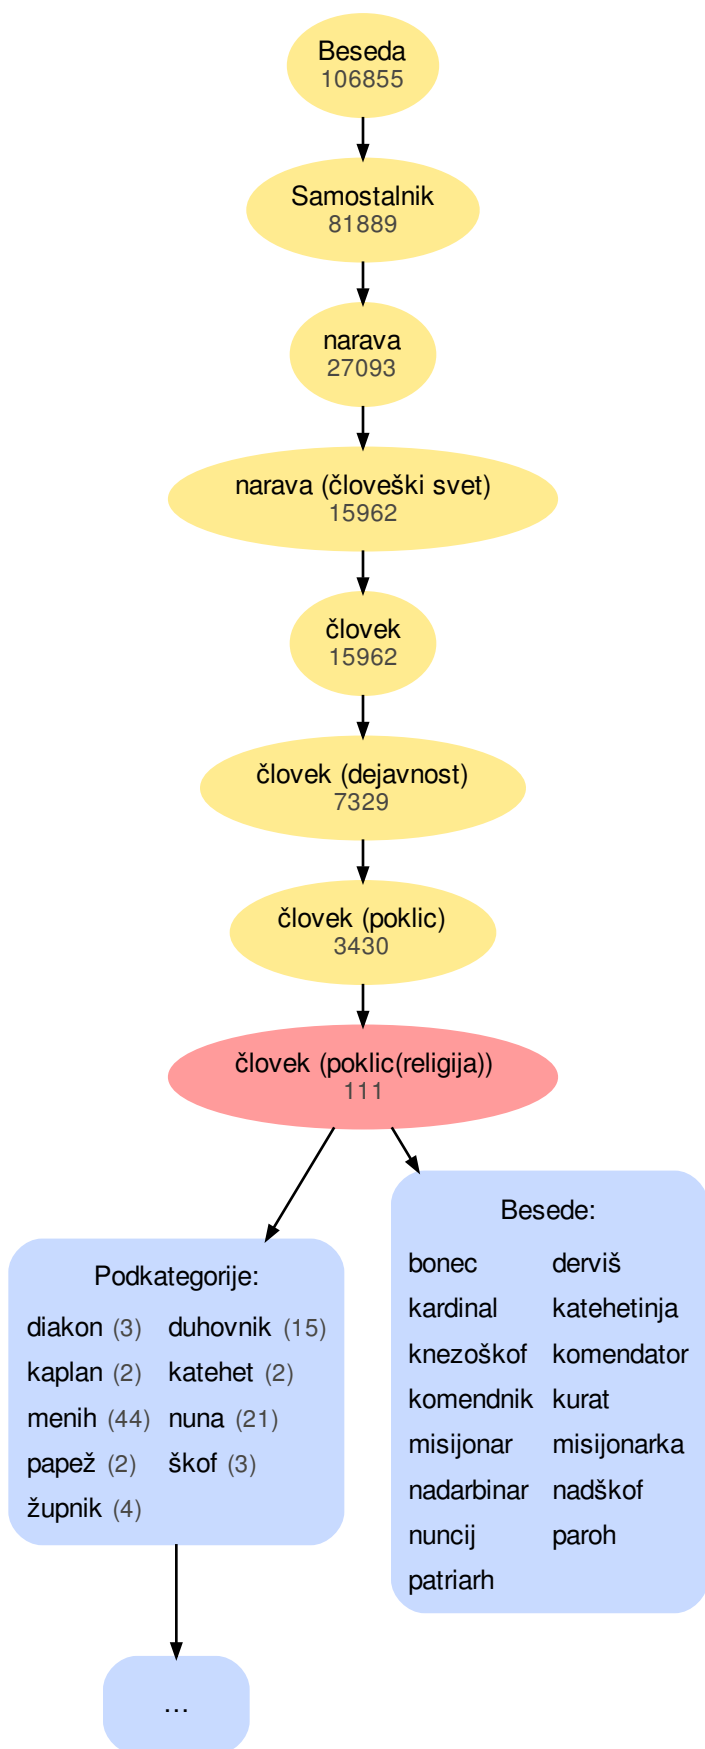 Beseda
106855
Samostalnik
81889
narava
27093
narava (človeški svet)
15962
človek
15962
človek (dejavnost)
7329
človek (poklic)
3430
človek (poklic(religija))
111
Podkategorije:
diakon (3) duhovnik (15)
kaplan (2) katehet (2)
menih (44) nuna (21)
papež (2) škof (3)
župnik (4)
Besede:
bonec derviš
kardinal katehetinja
knezoškof komendator
komendnik kurat
misijonar misijonarka
nadarbinar nadškof
nuncij paroh
patriarh
...